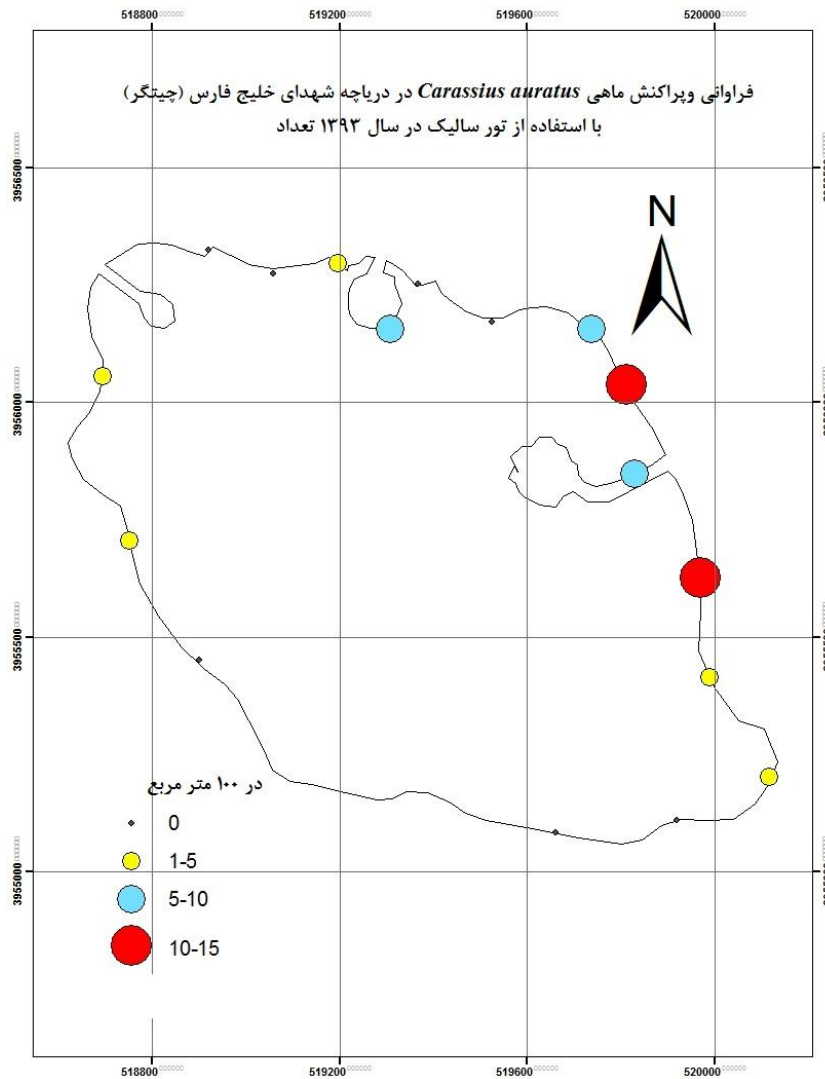 518800 519200 519600 520000
فراوانی وپراکنش ماهی Carassius auratus در دریاچه شهدای خلیج فارس (چیتگر)
با استفاده از تور سالیک در سال ۱۳۹۳ تعداد
3956500
N
3956000
3955500
در ۱۰۰ متر مربع
0
1-5
3955000
5-10
10-15
518800 519200 519600 520000